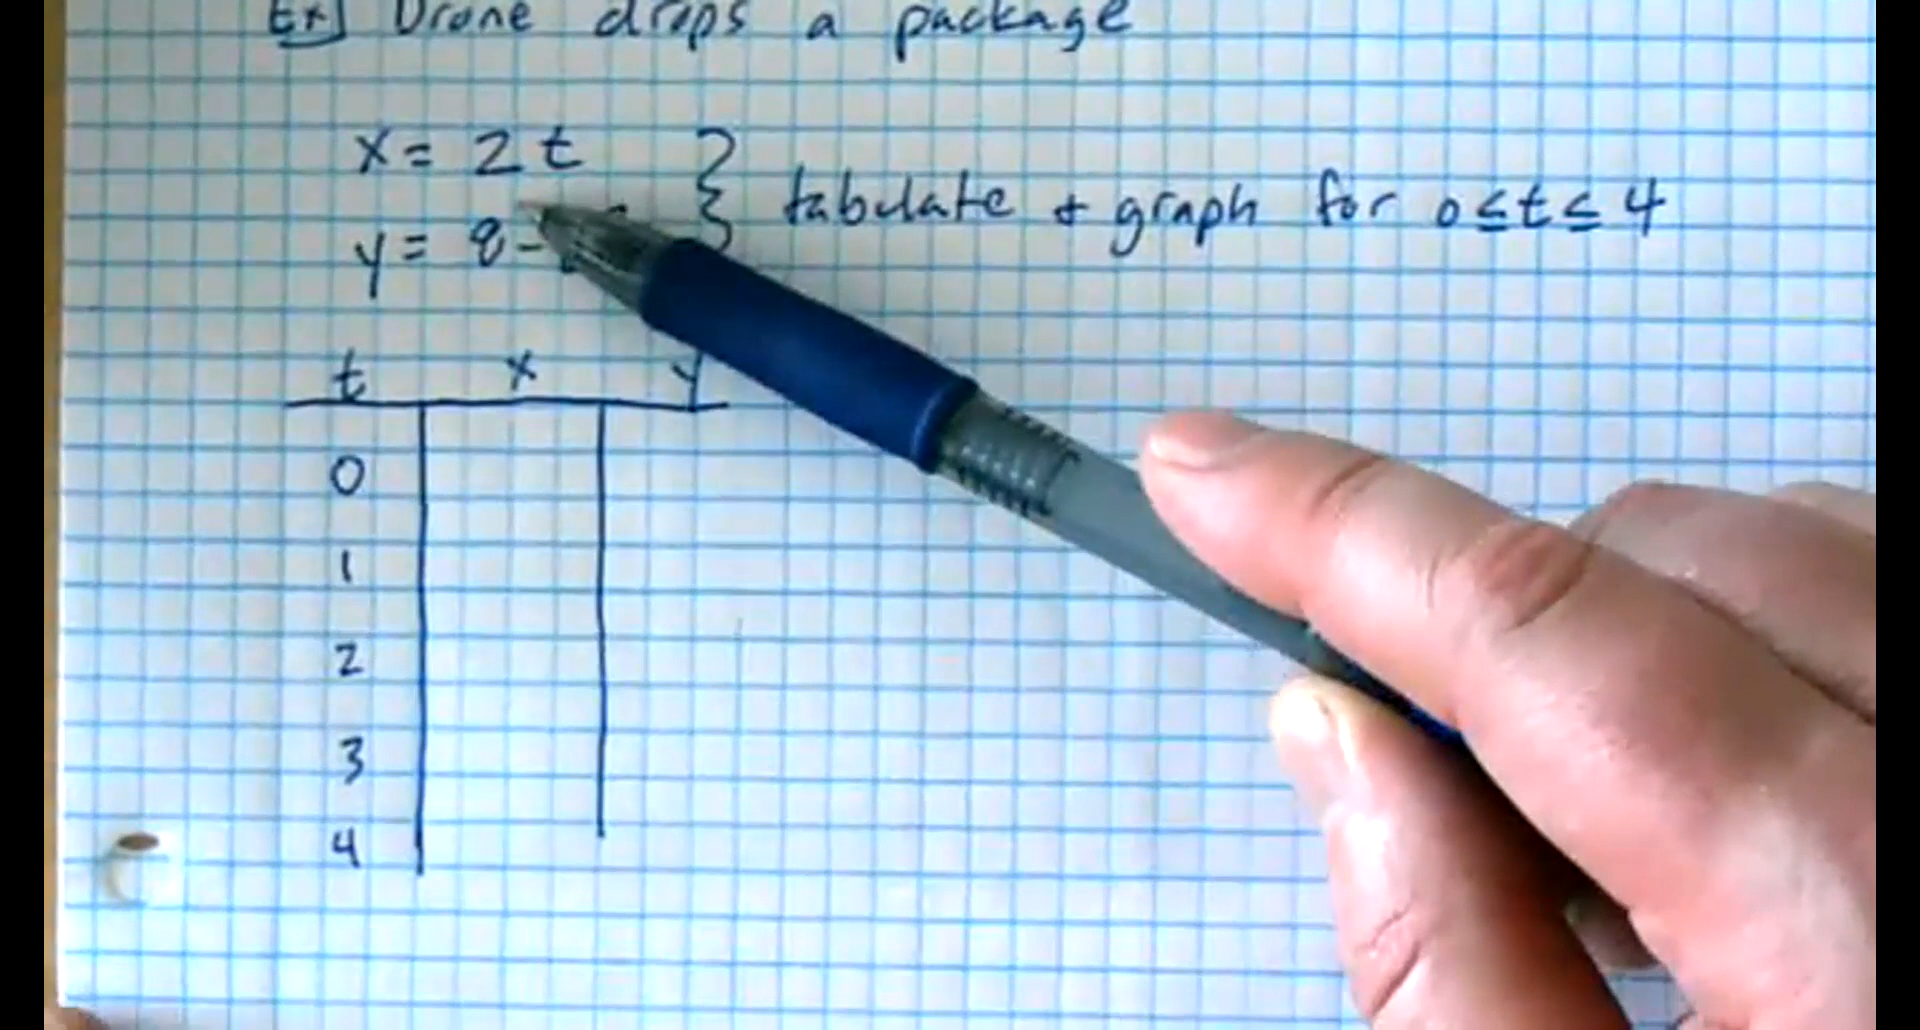 Ex] Drone drops a package
x = 2t
y = 8- } tabulate + graph for 0≤t≤4
t x y
0
1
2
3
4